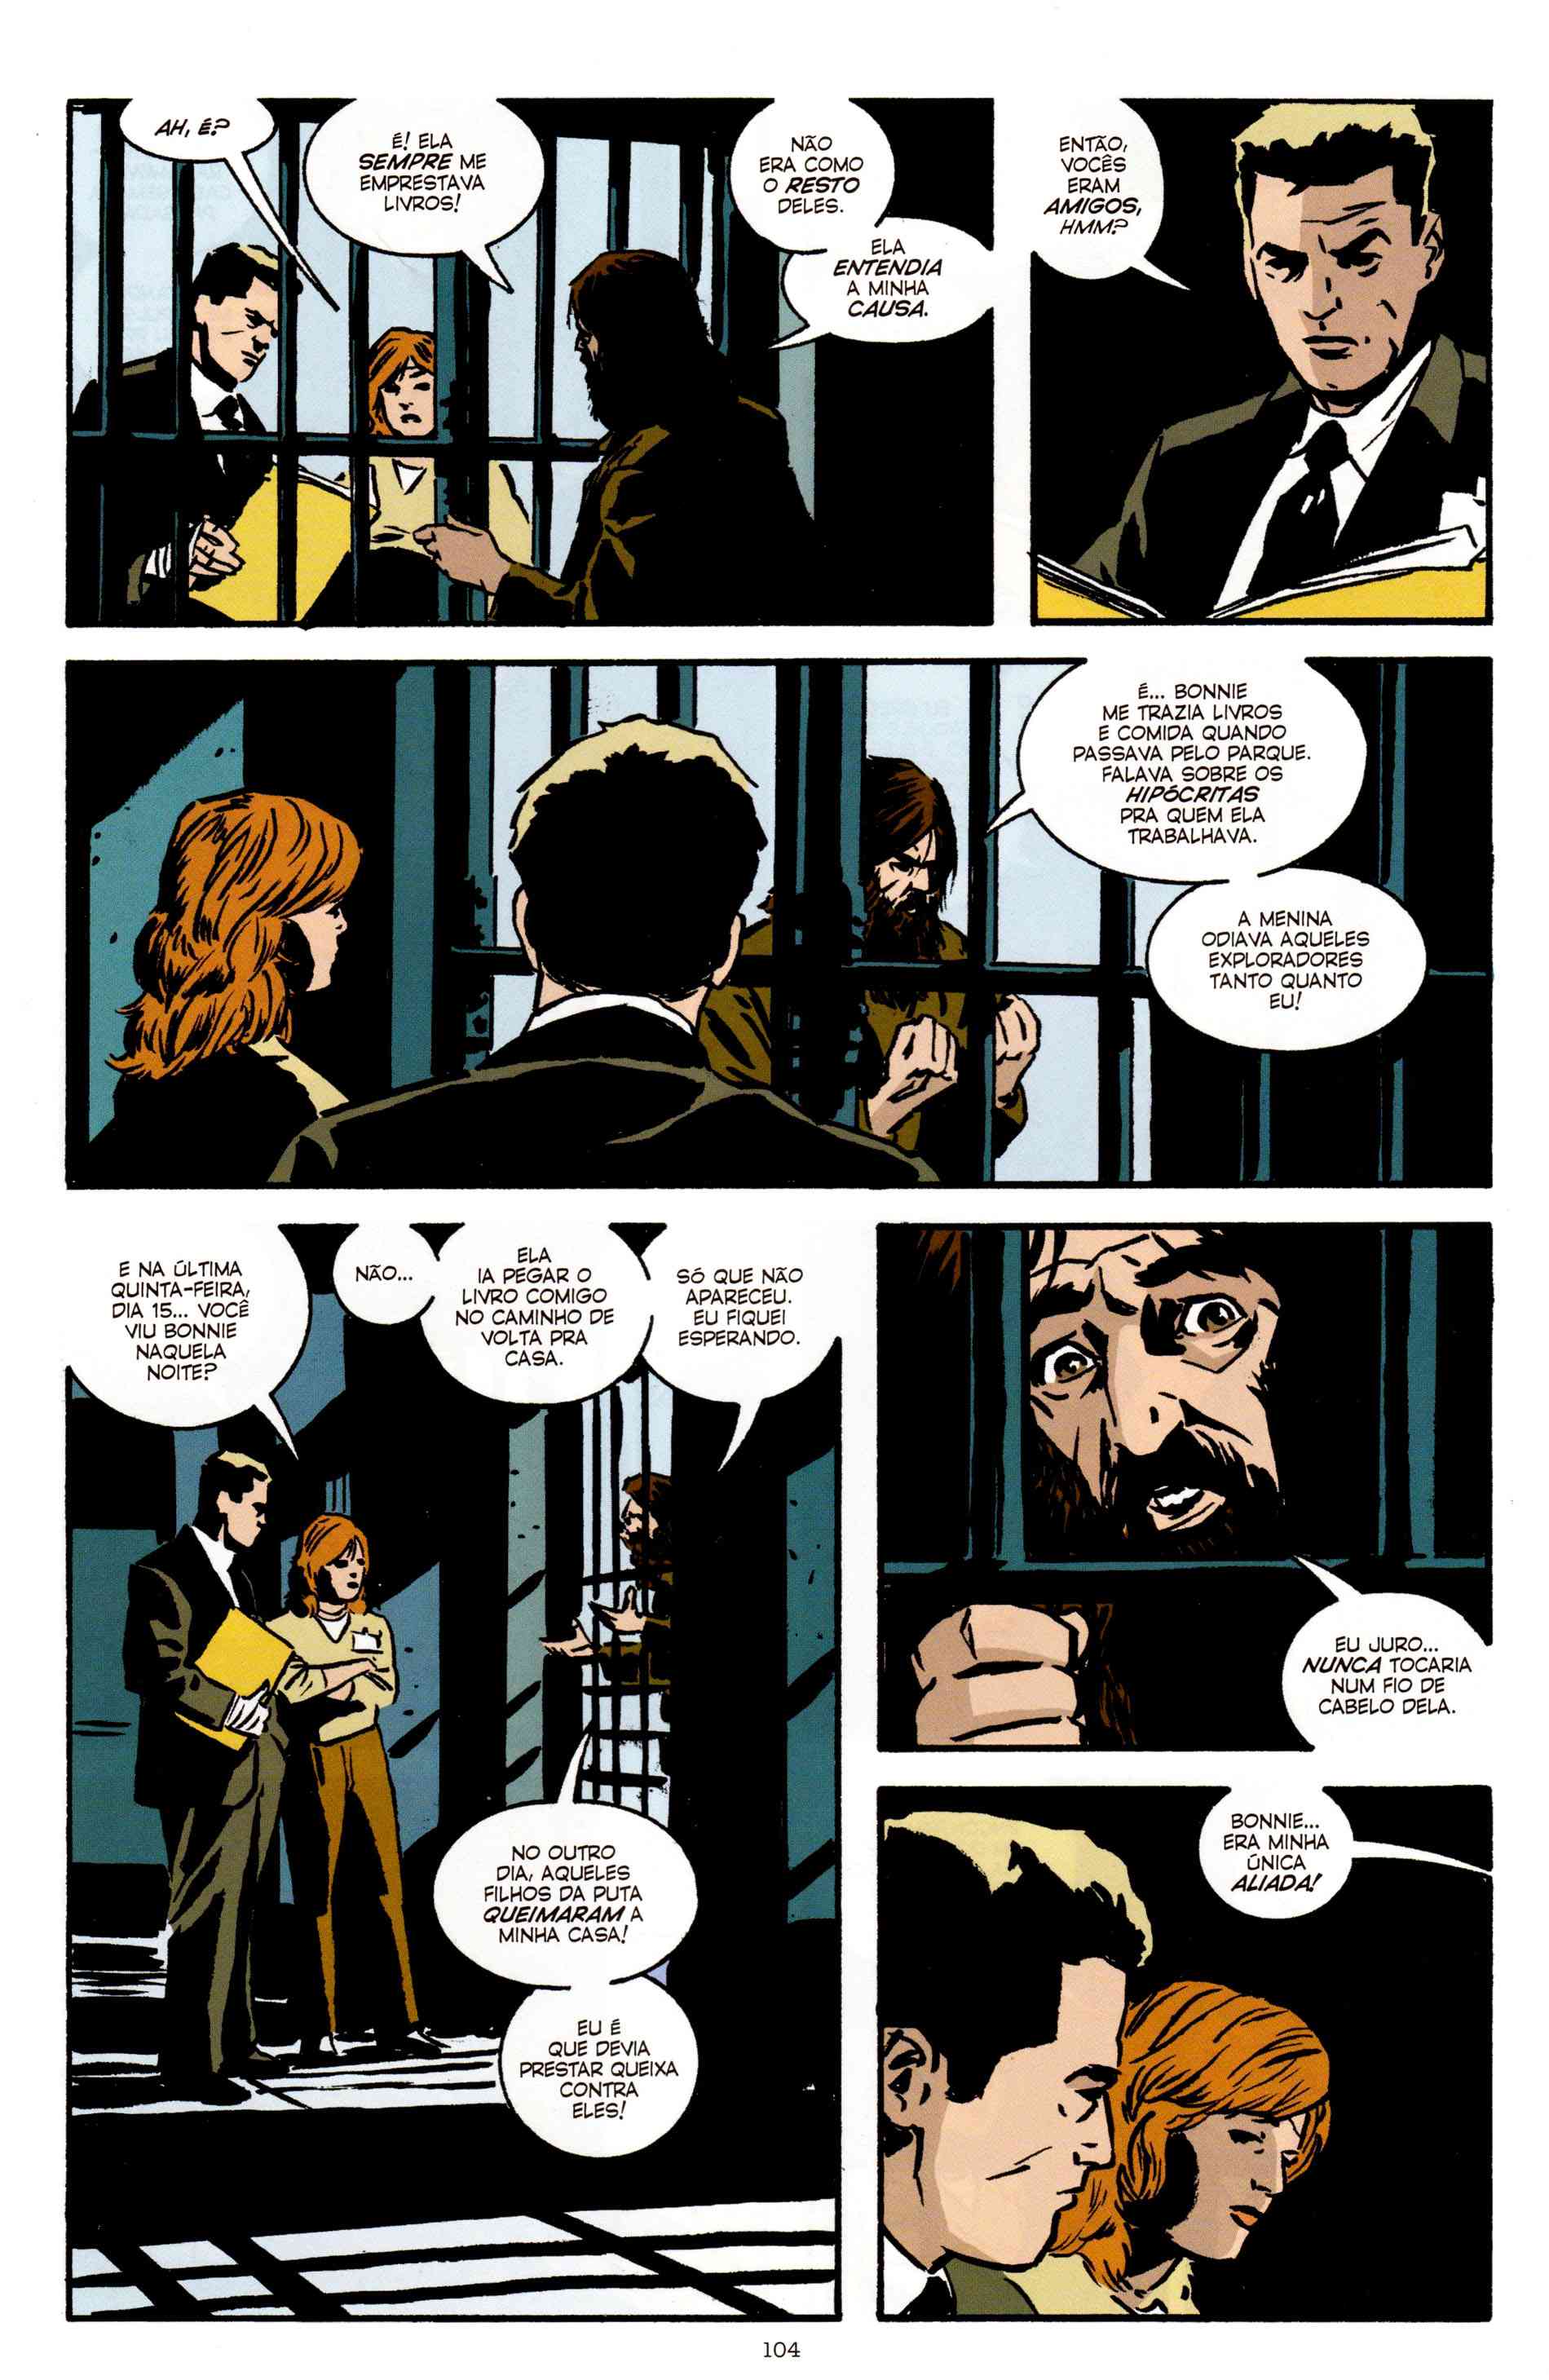 AH, É?
É! ELA
SEMPRE ME
EMPRESTAVA
LIVROS!
NÃO
ERA COMO
O RESTO
DELES.
ELA
ENTENDIA
A MINHA
CAUSA.
ENTÃO,
VOCÊS
ERAM
AMIGOS,
HMM?
É... BONNIE
ME TRAZIA LIVROS
E COMIDA QUANDO
PASSAVA PELO PARQUE.
FALAVA SOBRE OS
HIPÓCRITAS
PRA QUEM ELA
TRABALHAVA.
A MENINA
ODIAVA AQUELES
EXPLORADORES
TANTO QUANTO
EU!
E NA ÚLTIMA
QUINTA-FEIRA,
DIA 15... VOCÊ
VIU BONNIE
NAQUELA
NOITE?
NÃO...
ELA
IA PEGAR O
LIVRO COMIGO
NO CAMINHO DE
VOLTA PRA
CASA.
SÓ QUE NÃO
APARECEU.
EU FIQUEI
ESPERANDO.
NO OUTRO
DIA, AQUELES
FILHOS DA PUTA
QUEIMARAM A
MINHA CASA!
EU É
QUE DEVIA
PRESTAR QUEIXA
CONTRA
ELES!
EU JURO...
NUNCA TOCARIA
NUM FIO DE
CABELO DELA.
BONNIE...
ERA MINHA
ÚNICA
ALIADA!
104